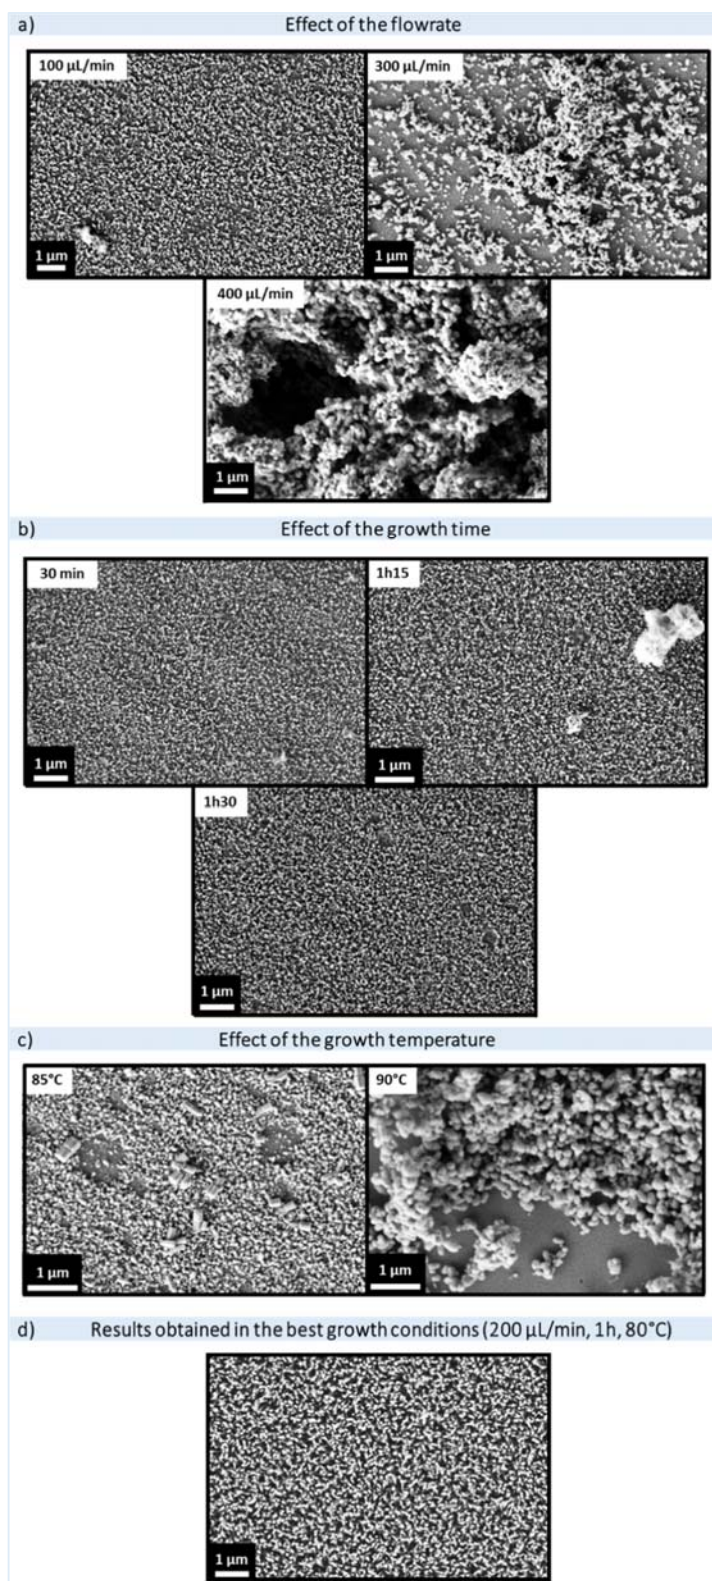 a) Effect of the flowrate
100 µL/min
300 µL/min
1 µm
1 µm
400 µL/min
1 µm
b) Effect of the growth time
30 min
1h15
1 µm
1 µm
1h30
1 µm
c) Effect of the growth temperature
85°C
90°C
1 µm
1 µm
d) Results obtained in the best growth conditions (200 µL/min, 1h, 80°C)
1 µm